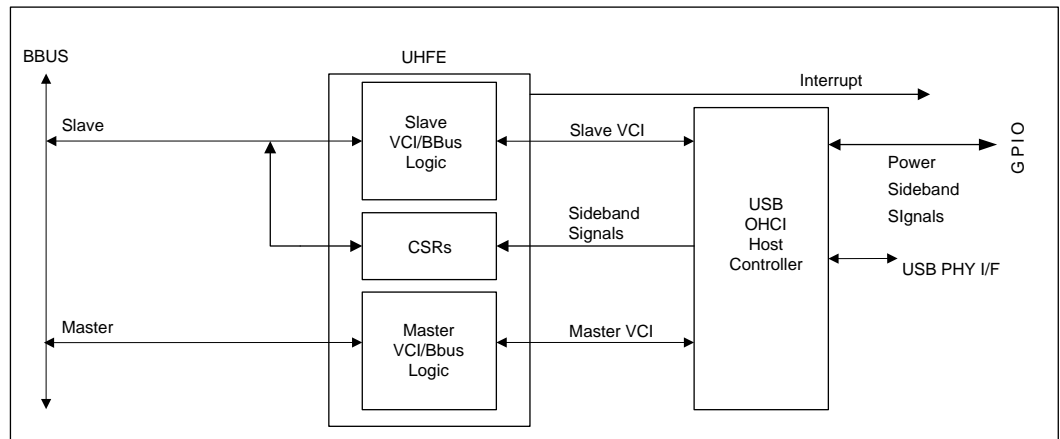 BBUS
UHFE
Interrupt
Slave
Slave
VCI/BBus
Logic
Slave VCI
GPIO
Power
Sideband
SIgnals
Sideband
Signals
CSRs
USB
OHCI
Host
Controller
USB PHY I/F
Master
Master
VCI/Bbus
Logic
Master VCI